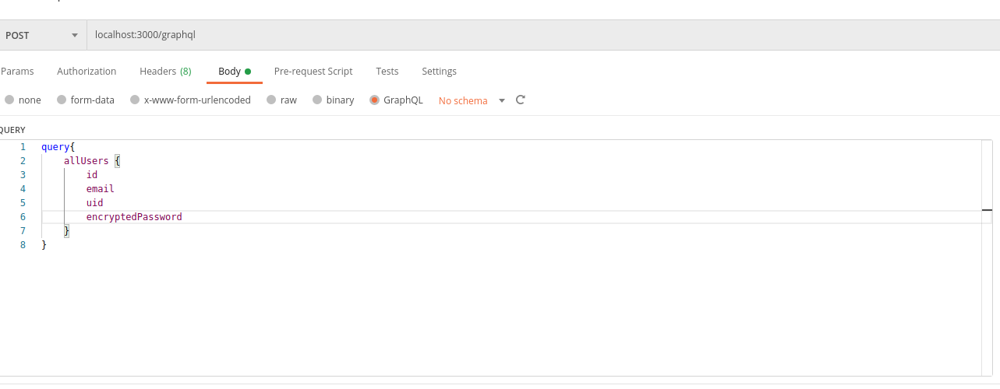 POST localhost:3000/graphql
Params Authorization Headers (8) Body Pre-request Script Tests Settings
none form-data x-www-form-urlencoded raw binary GraphQL No schema
QUERY
1 query{
2 allUsers {
3 id
4 email
5 uid
6 encryptedPassword
7 }
8 }